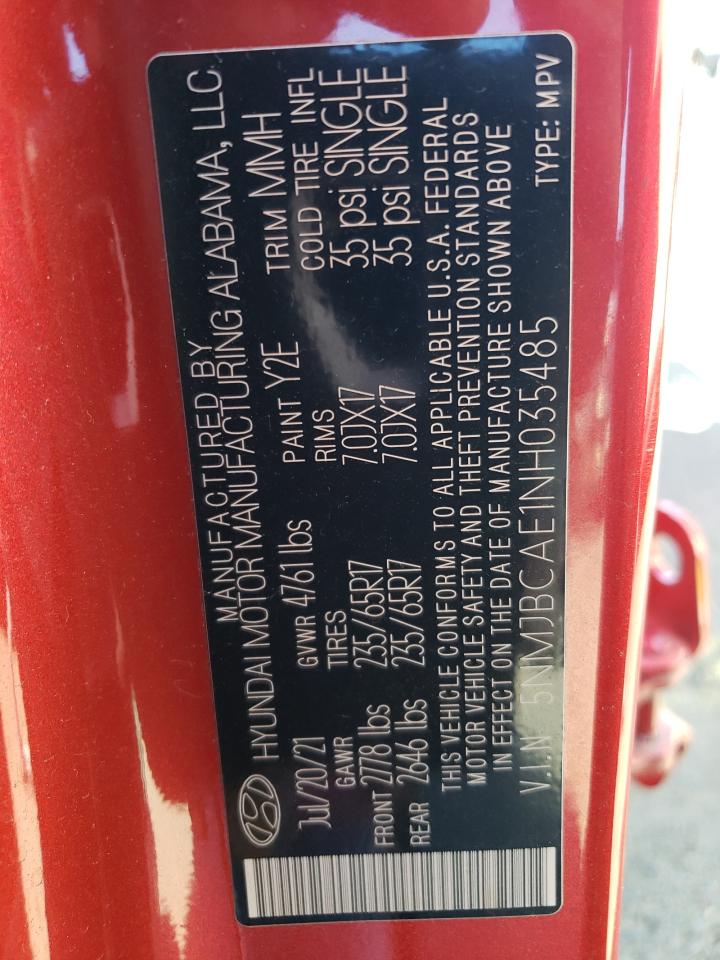 MANUFACTURED BY
HYUNDAI MOTOR MANUFACTURING ALABAMA, LLC
Jul/20/21 GVWR 4761 lbs PAINT Y2E TRIM MMH
GAWR TIRES RIMS COLD TIRE INFL
FRONT 2778 lbs 235/65R17 7.0JX17 35 psi SINGLE
REAR 2646 lbs 235/65R17 7.0JX17 35 psi SINGLE
THIS VEHICLE CONFORMS TO ALL APPLICABLE U.S.A. FEDERAL
MOTOR VEHICLE SAFETY AND THEFT PREVENTION STANDARDS
IN EFFECT ON THE DATE OF MANUFACTURE SHOWN ABOVE
V.I.N 5NMJBCAE1NH035485 TYPE: MPV